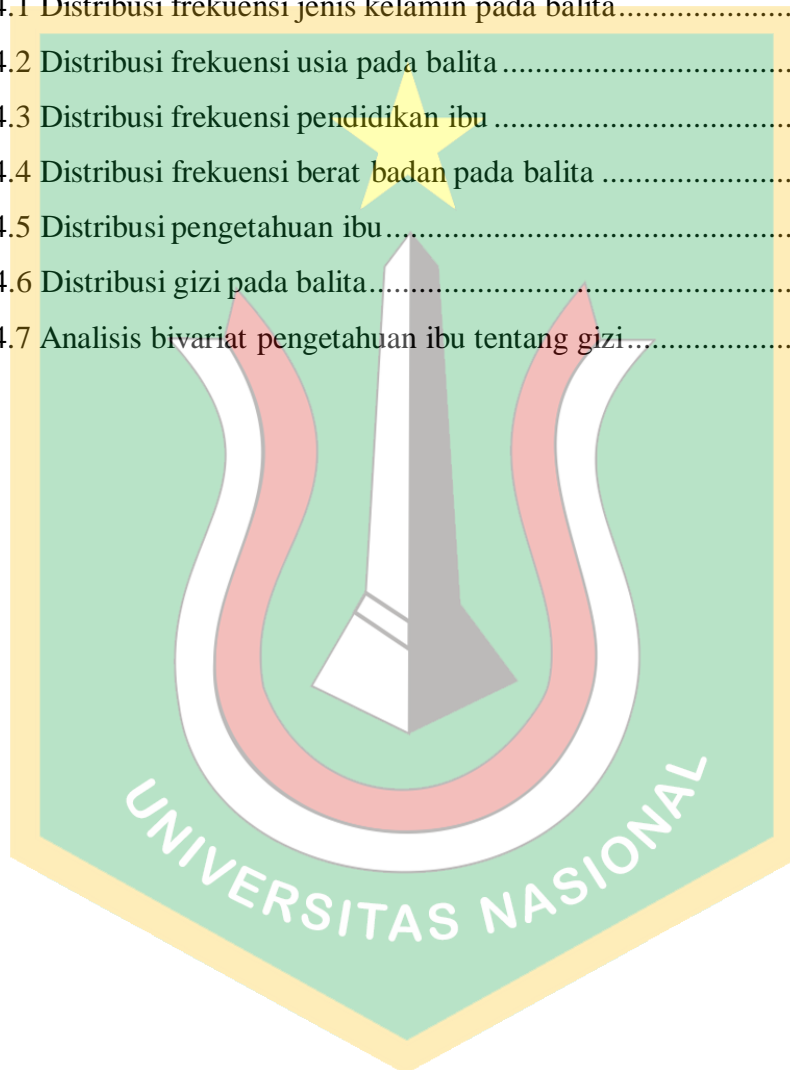 4.1 Distribusi frekuensi jenis kelamin pada balita..........................
4.2 Distribusi frekuensi usia pada balita..........................
4.3 Distribusi frekuensi pendidikan ibu..........................
4.4 Distribusi frekuensi berat badan pada balita..........................
4.5 Distribusi pengetahuan ibu..........................
4.6 Distribusi gizi pada balita..........................
4.7 Analisis bivariat pengetahuan ibu tentang gizi..........................
UNIVERSITAS NASIONAL